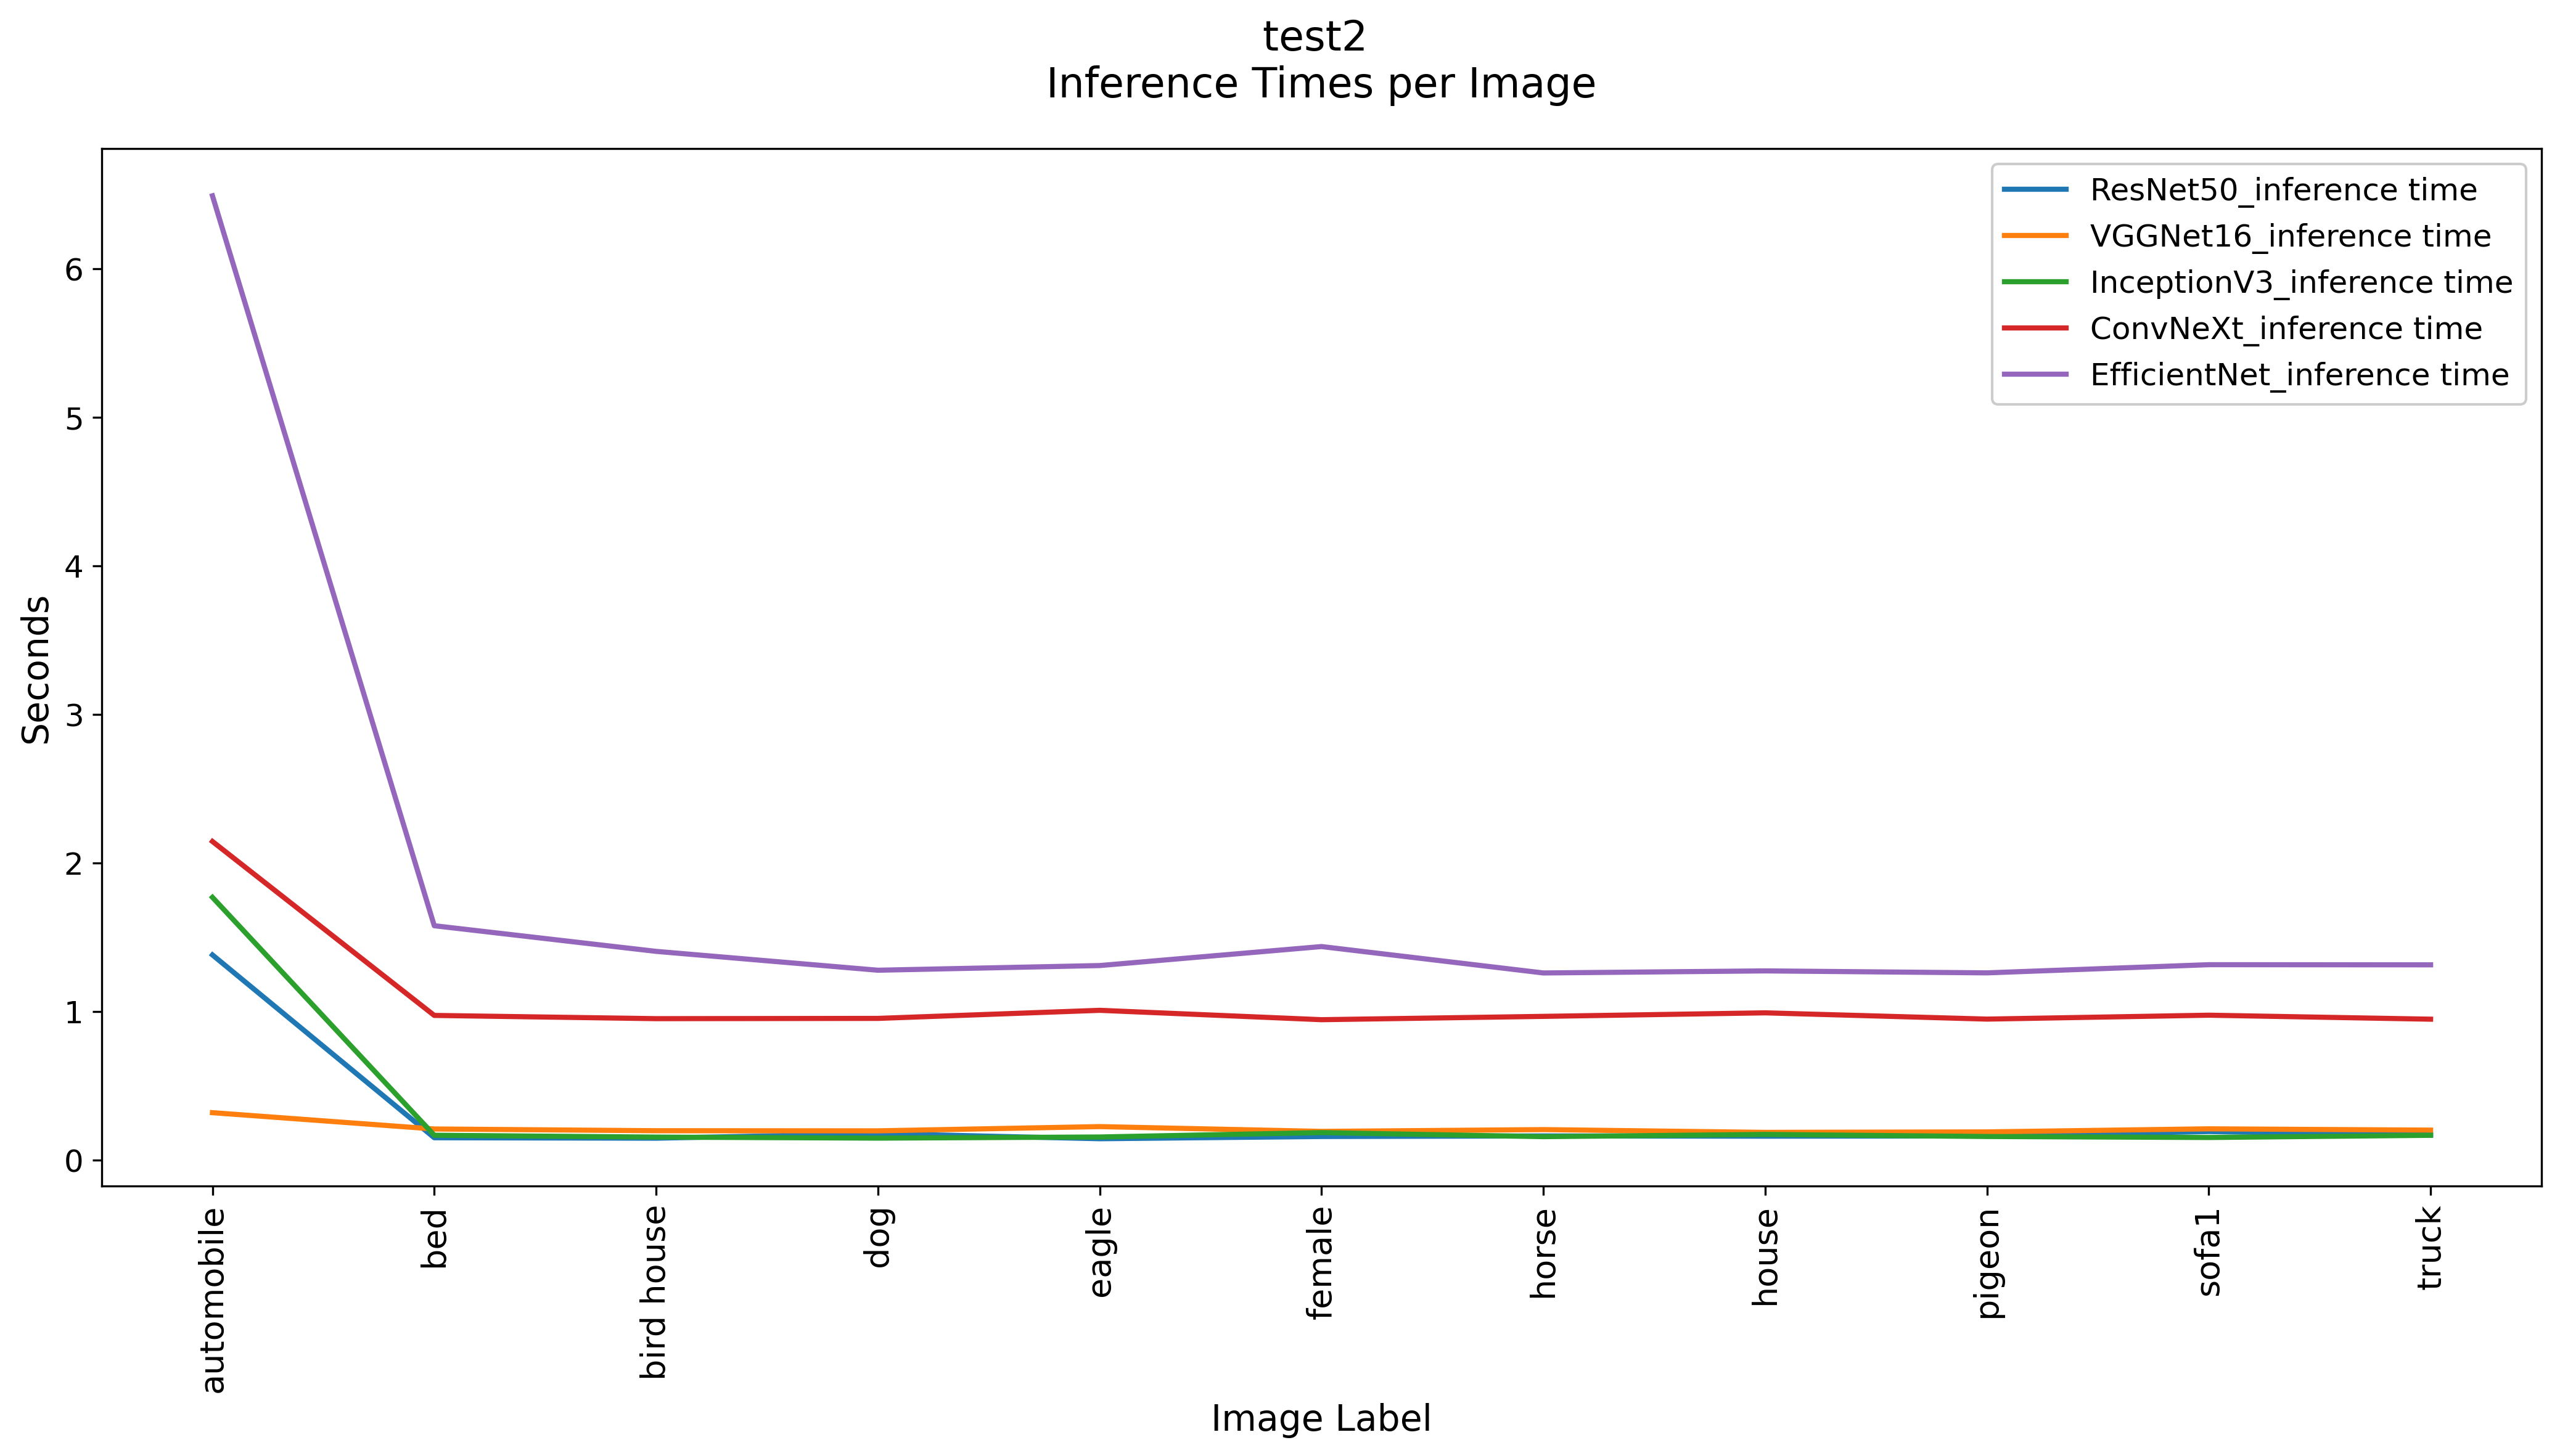 test2
Inference Times per Image
ResNet50_inference time
VGGNet16_inference time
InceptionV3_inference time
ConvNeXt_inference time
EfficientNet_inference time
Seconds
6
5
4
3
2
1
0
automobile
bed
bird house
dog
eagle
female
horse
house
pigeon
sofa1
truck
Image Label